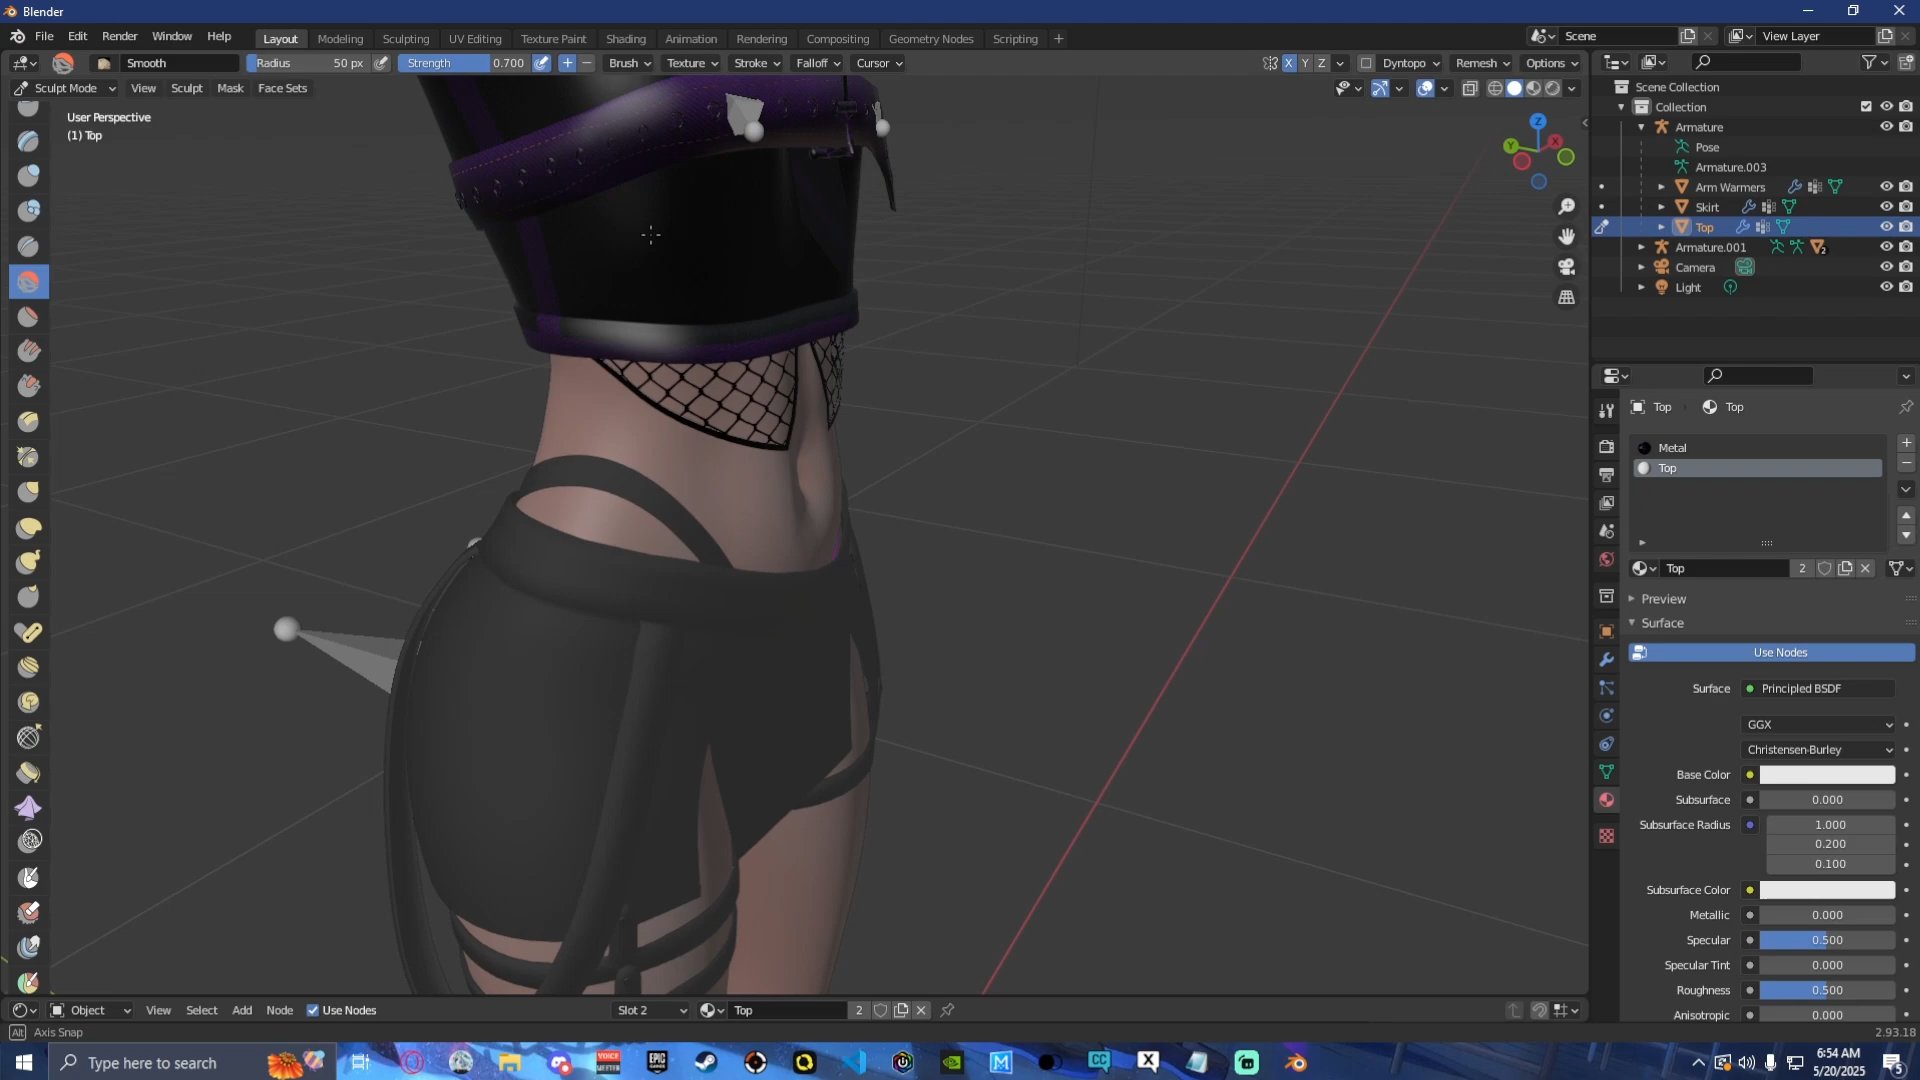 Blender
File Edit Render Window Help
Layout Modeling Sculpting UV Editing Texture Paint Shading Animation Rendering Compositing Geometry Nodes Scripting
Scene
View Layer
Smooth Radius 50 px Strength 0.700 Brush Texture Stroke Falloff Cursor
X Y Z Dyntopo Remesh Options
Sculpt Mode View Sculpt Mask Face Sets
User Perspective
(1) Top
Z
Y
X
Scene Collection
Collection
Armature
Pose
Armature.003
Arm Warmers
Skirt
Top
Armature.001
2
Camera
Light
Top Top
Metal
Top
Top 2
Preview
Surface
Use Nodes
Surface Principled BSDF
GGX
Christensen-Burley
Base Color
Subsurface 0.000
Subsurface Radius 1.000
0.200
0.100
Subsurface Color
Metallic 0.000
Specular 0.500
Specular Tint 0.000
Roughness 0.500
Anisotropic 0.000
Object View Select Add Node Use Nodes Slot 2 Top 2
Alt Axis Snap
2.93.18
Type here to search
VOICE
EPIC
GAMES
CC
X
6:54 AM
5/20/2025
5